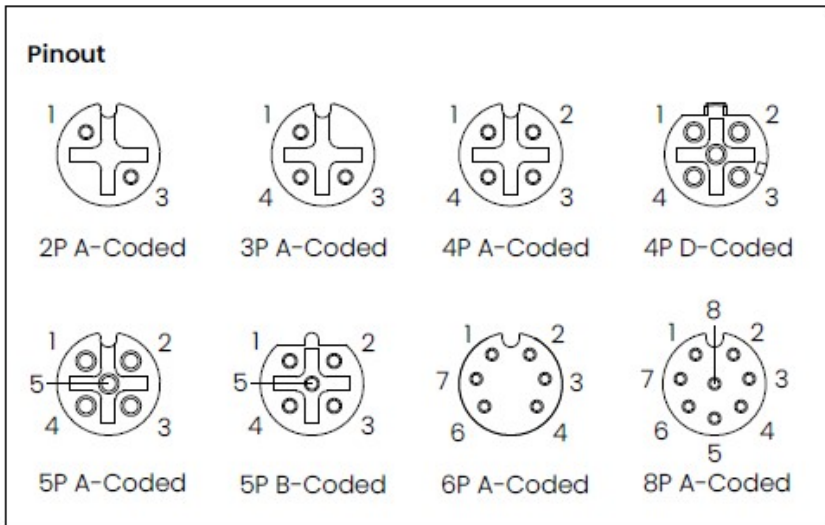 Pinout
1 1 1 2 1 2
3 4 3 4 3 4 3
2P A-Coded 3P A-Coded 4P A-Coded 4P D-Coded
8
1 2 1 2 1 2 1 2
5 5 7 3 7 3
4 3 4 3 6 4 6 4
5
5P A-Coded 5P B-Coded 6P A-Coded 8P A-Coded